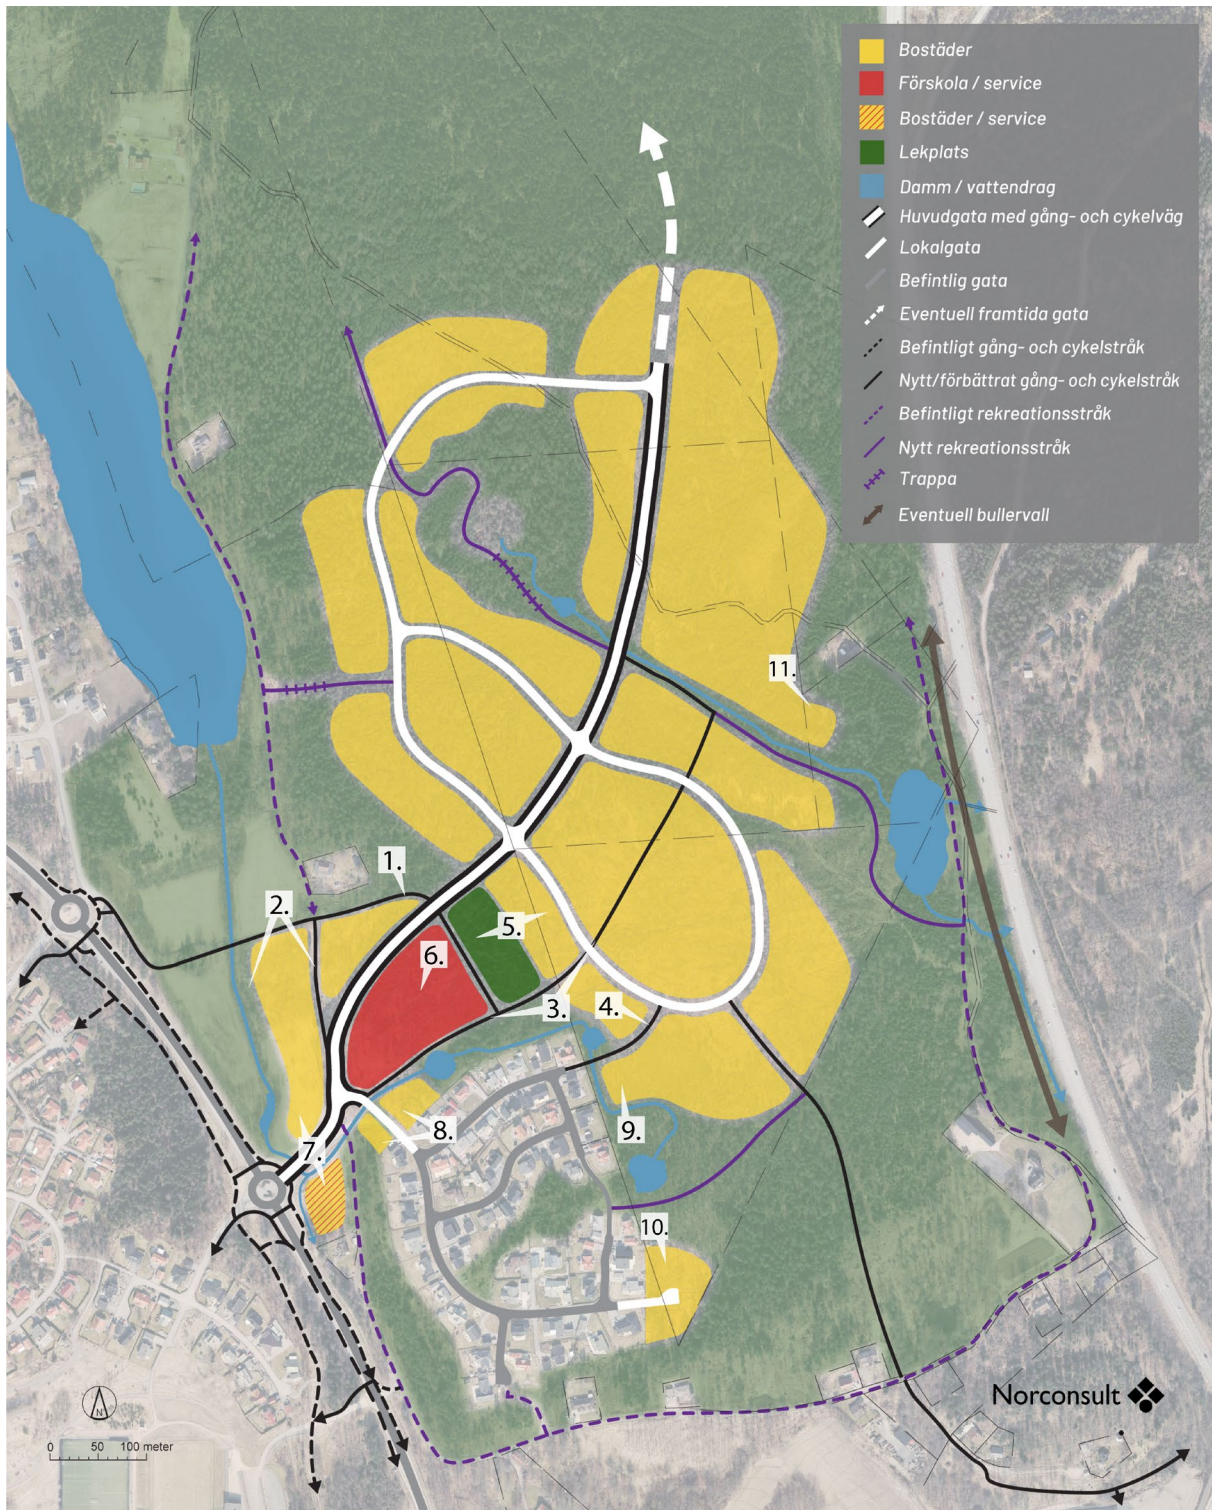 Bostäder
Förskola / service
Bostäder / service
Lekplats
Damm / vattendrag
Huvudgata med gång- och cykelväg
Lokalgata
Befintlig gata
Eventuell framtida gata
Befintligt gång- och cykelstråk
Nytt/förbättrat gång- och cykelstråk
Befintligt rekreationsstråk
Nytt rekreationsstråk
Trappa
Eventuell bullervall
11.
1.
2.
5.
6.
3.
4.
7.
8.
9.
10.
Norconsult
N
0 50 100 meter